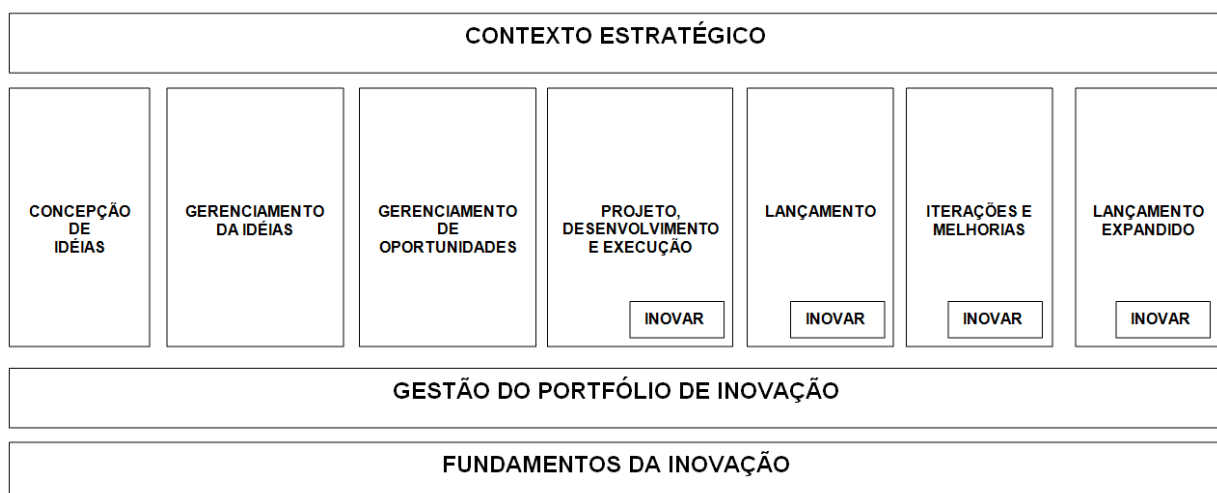 CONTEXTO ESTRATÉGICO
CONCEPÇÃO
DE
IDÉIAS
GERENCIAMENTO
DA IDÉIAS
GERENCIAMENTO
DE
OPORTUNIDADES
PROJETO,
DESENVOLVIMENTO
E EXECUÇÃO
INOVAR
LANÇAMENTO
INOVAR
ITERAÇÕES E
MELHORIAS
INOVAR
LANÇAMENTO
EXPANDIDO
INOVAR
GESTÃO DO PORTFÓLIO DE INOVAÇÃO
FUNDAMENTOS DA INOVAÇÃO